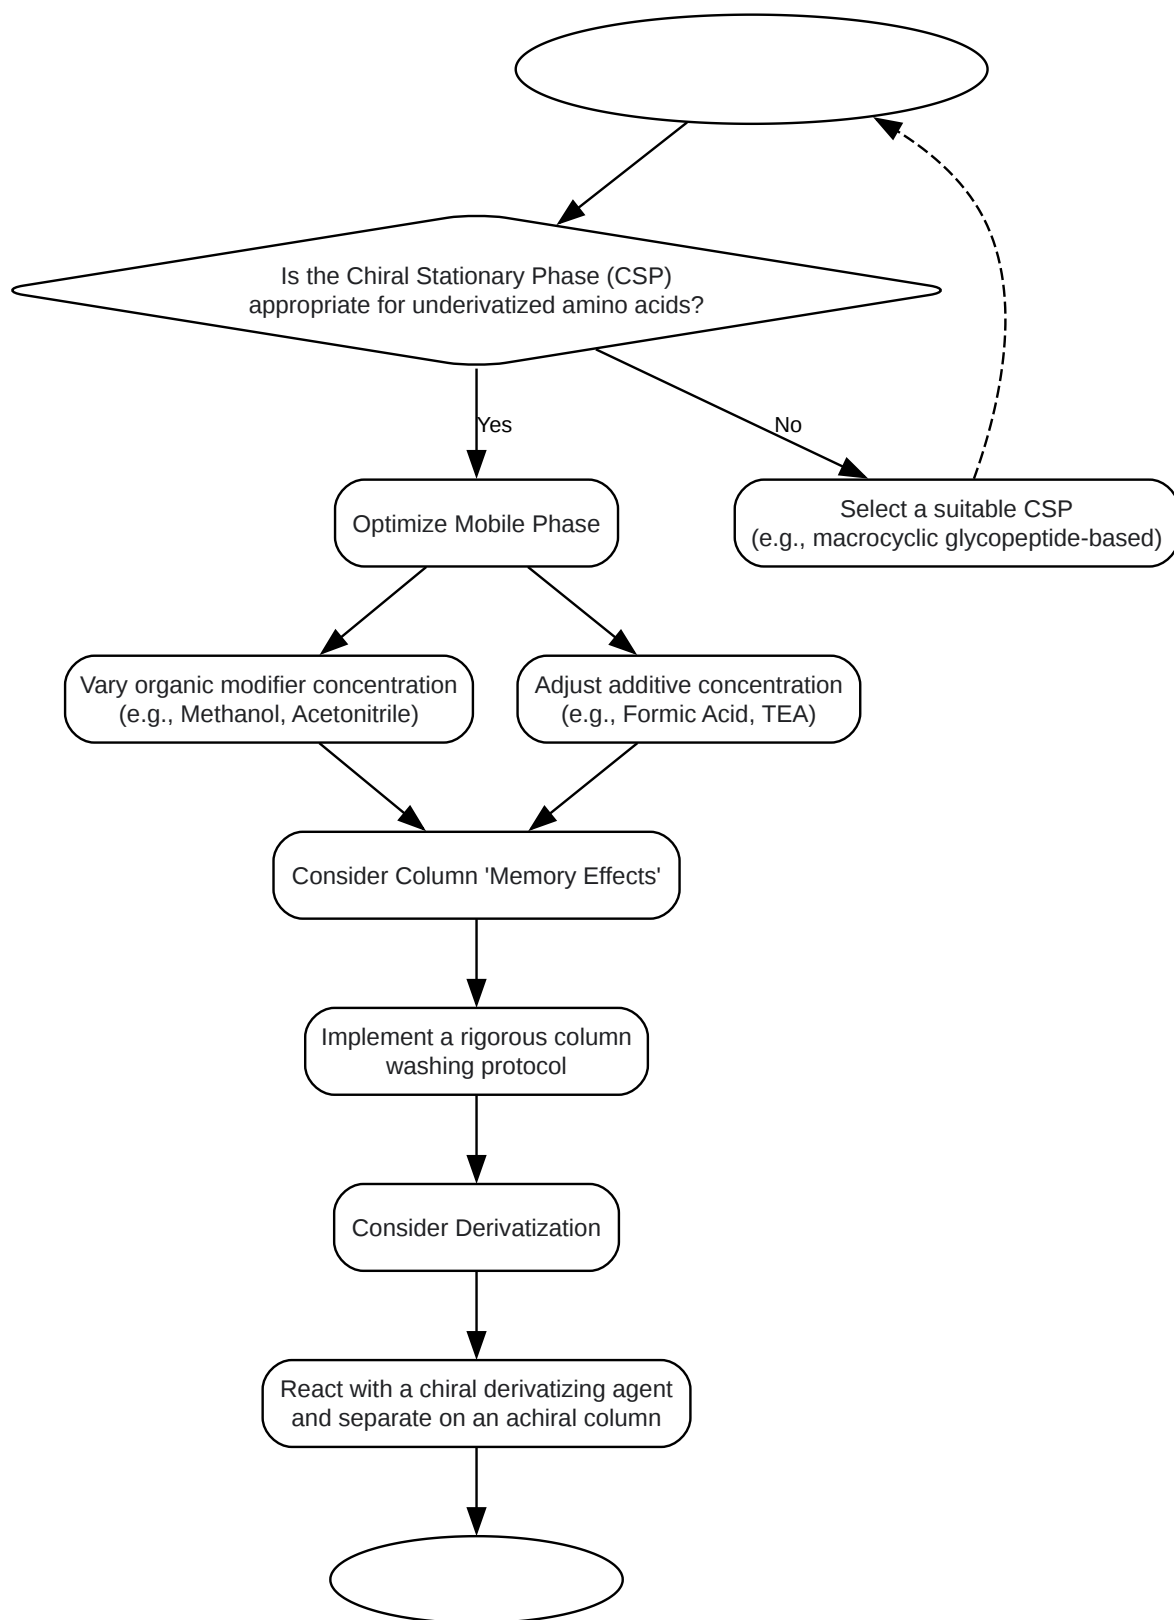 Is the Chiral Stationary Phase (CSP)
appropriate for underivatized amino acids?
Yes
No
Optimize Mobile Phase
Select a suitable CSP
(e.g., macrocyclic glycopeptide-based)
Vary organic modifier concentration
(e.g., Methanol, Acetonitrile)
Adjust additive concentration
(e.g., Formic Acid, TEA)
Consider Column 'Memory Effects'
Implement a rigorous column
washing protocol
Consider Derivatization
React with a chiral derivatizing agent
and separate on an achiral column